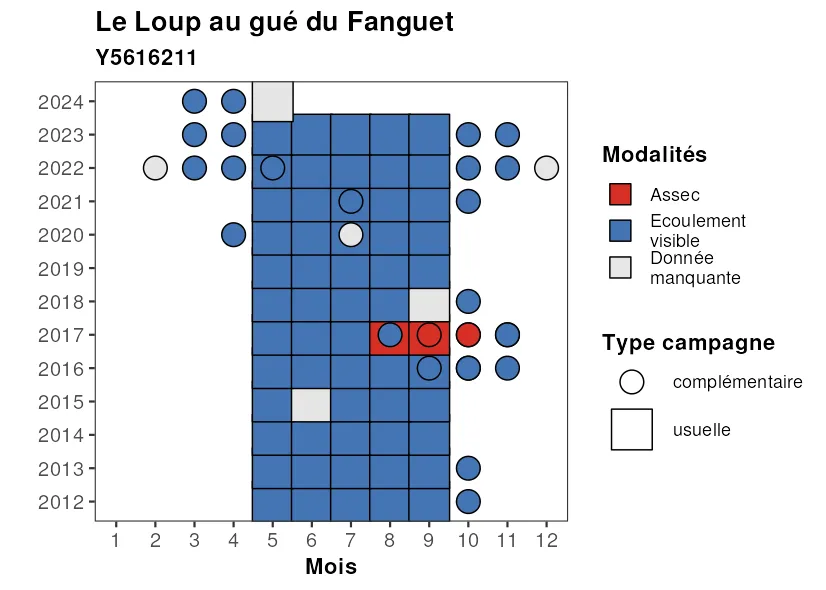 Le Loup au gué du Fanguet
Y5616211
2024
2023
2022
2021
2020
2019
2018
2017
2016
2015
2014
2013
2012
1 2 3 4 5 6 7 8 9 10 11 12
Mois
Modalités
Assec
Ecoulement
visible
Donnée
manquante
Type campagne
complémentaire
usuelle